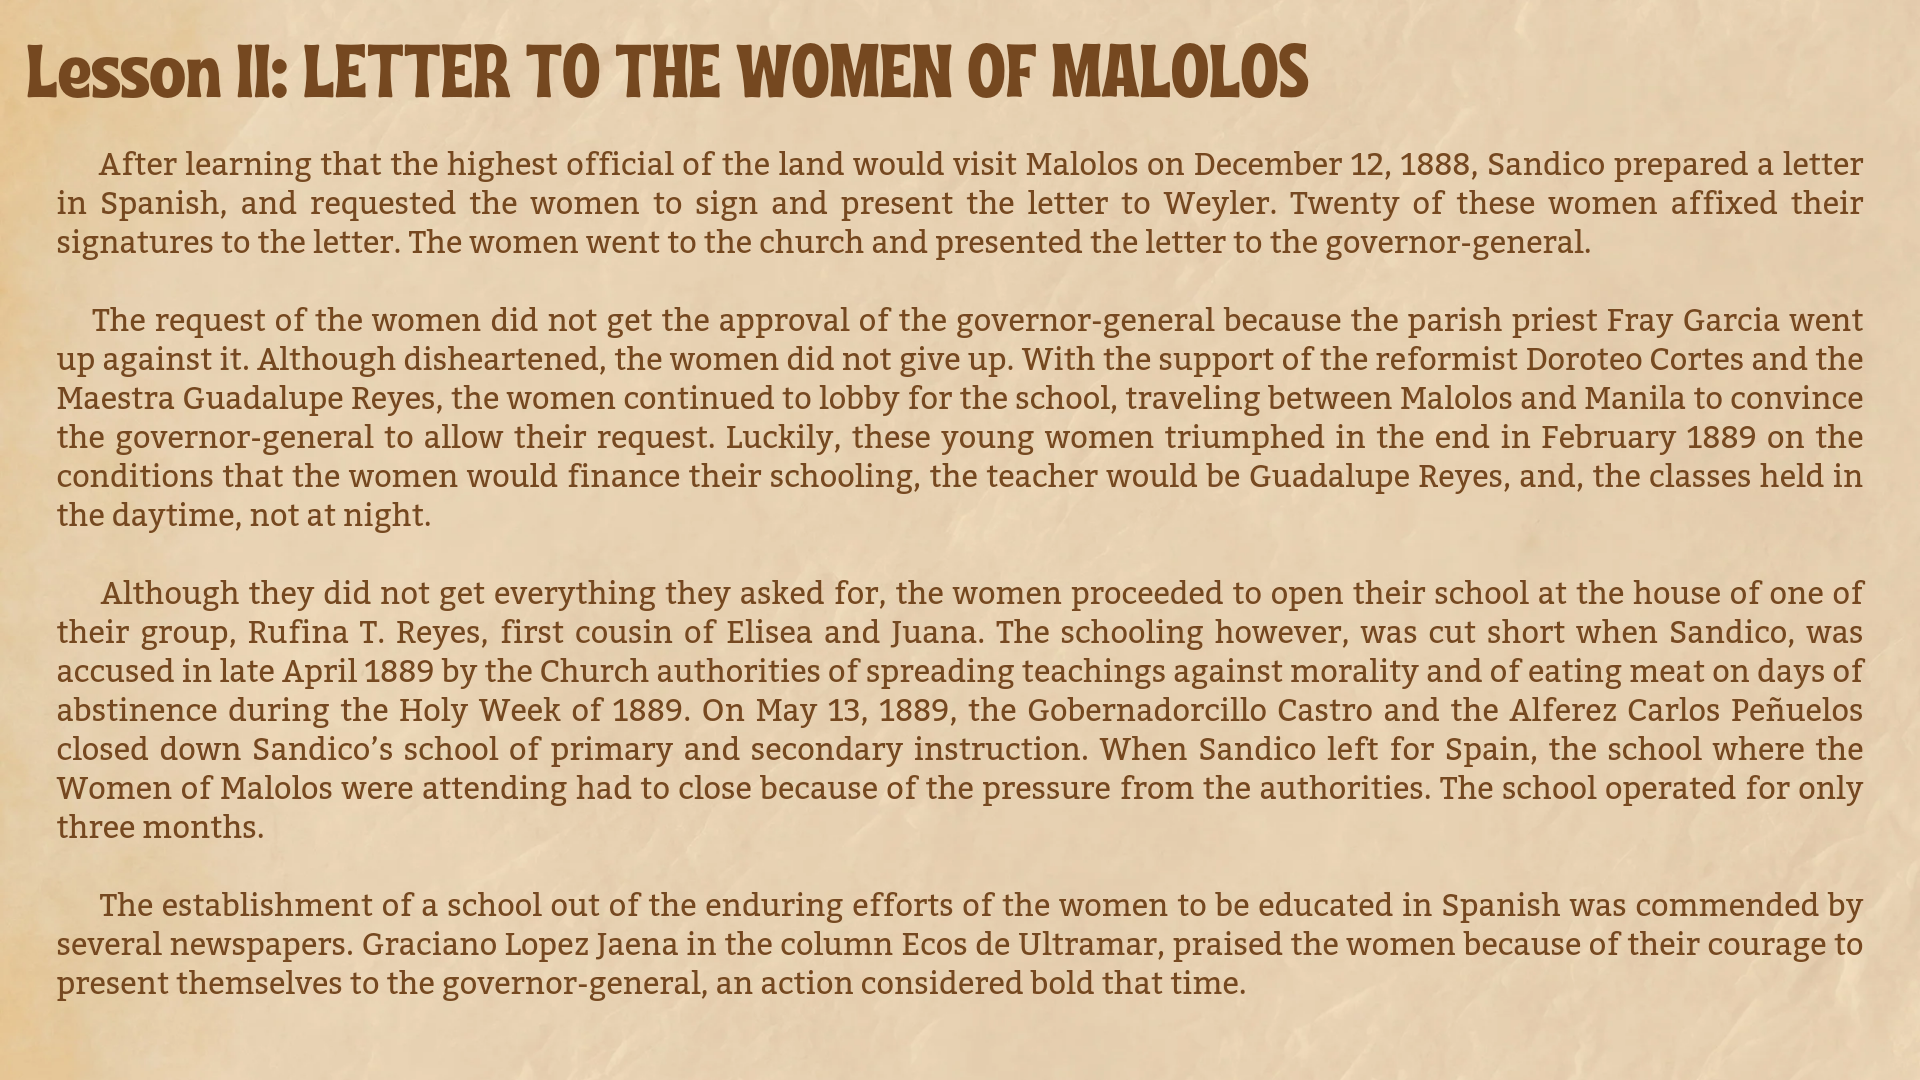 Lesson II: LETTER TO THE WOMEN OF MALOLOS
After learning that the highest official of the land would visit Malolos on December 12, 1888, Sandico prepared a letter
in Spanish, and requested the women to sign and present the letter to Weyler. Twenty of these women affixed their
signatures to the letter. The women went to the church and presented the letter to the governor-general.
The request of the women did not get the approval of the governor-general because the parish priest Fray Garcia went
up against it. Although disheartened, the women did not give up. With the support of the reformist Doroteo Cortes and the
Maestra Guadalupe Reyes, the women continued to lobby for the school, traveling between Malolos and Manila to convince
the governor-general to allow their request. Luckily, these young women triumphed in the end in February 1889 on the
conditions that the women would finance their schooling, the teacher would be Guadalupe Reyes, and, the classes held in
the daytime, not at night.
Although they did not get everything they asked for, the women proceeded to open their school at the house of one of
their group, Rufina T. Reyes, first cousin of Elisea and Juana. The schooling however, was cut short when Sandico, was
accused in late April 1889 by the Church authorities of spreading teachings against morality and of eating meat on days of
abstinence during the Holy Week of 1889. On May 13, 1889, the Gobernadorcillo Castro and the Alferez Carlos Peñuelos
closed down Sandico’s school of primary and secondary instruction. When Sandico left for Spain, the school where the
Women of Malolos were attending had to close because of the pressure from the authorities. The school operated for only
three months.
The establishment of a school out of the enduring efforts of the women to be educated in Spanish was commended by
several newspapers. Graciano Lopez Jaena in the column Ecos de Ultramar, praised the women because of their courage to
present themselves to the governor-general, an action considered bold that time.